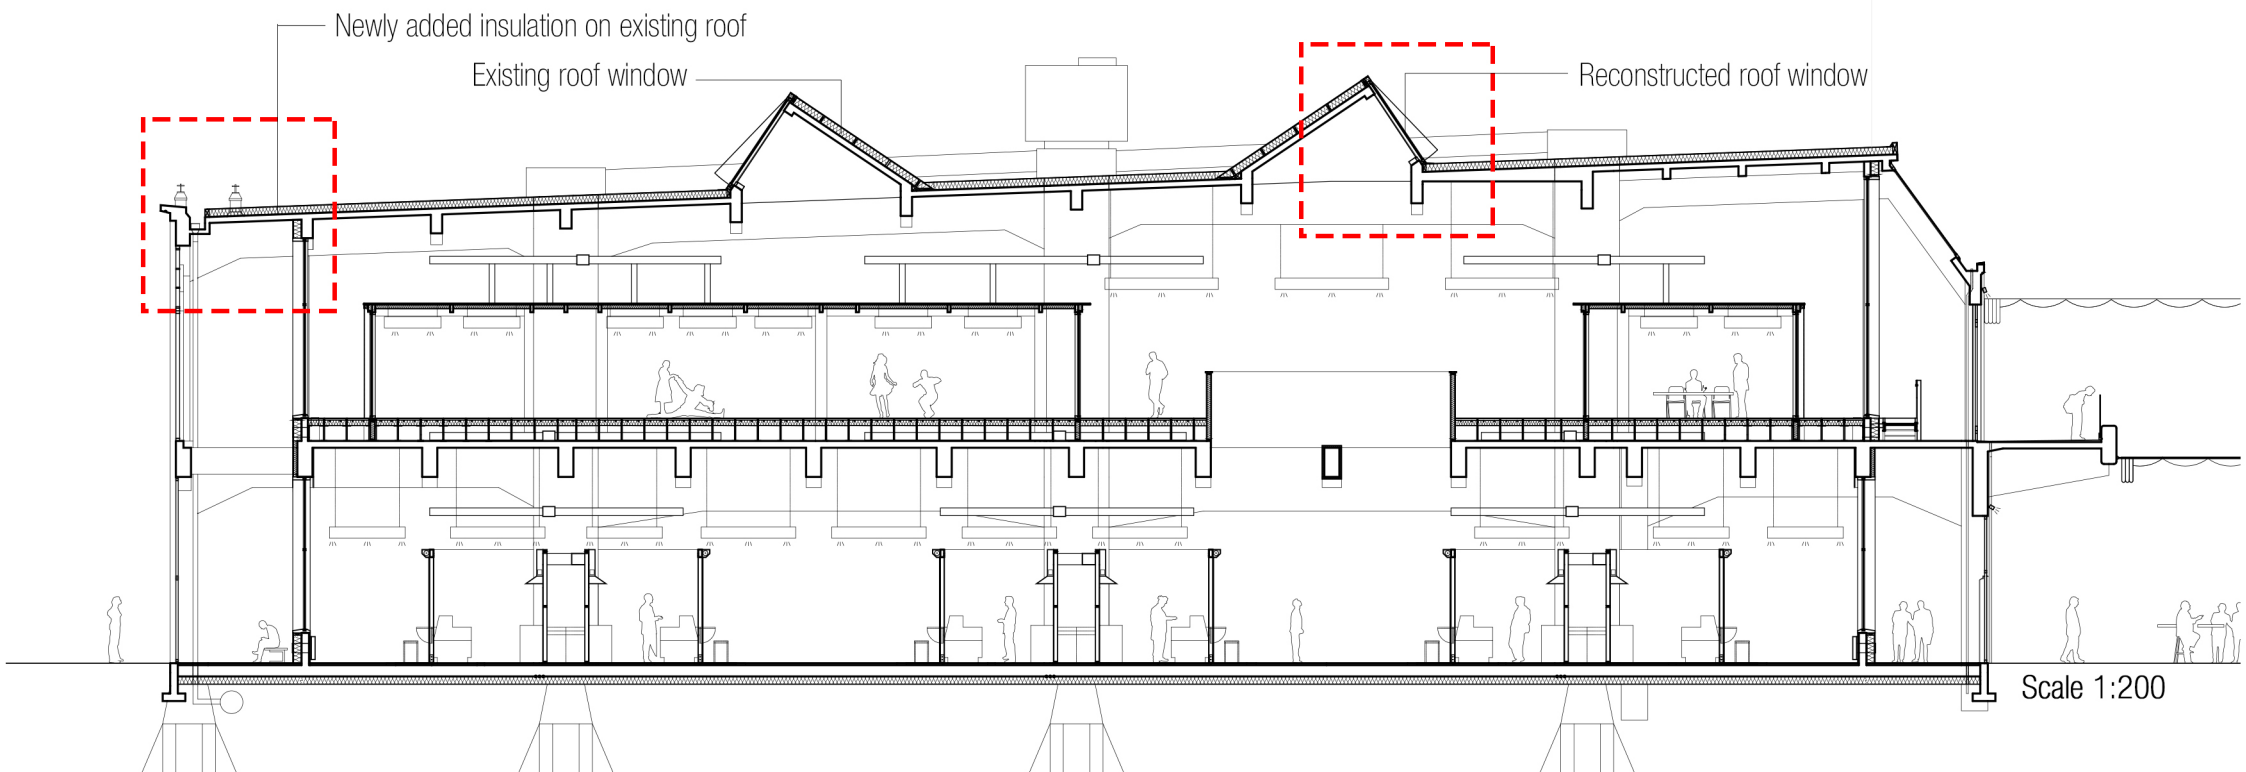 Newly added insulation on existing roof
Existing roof window
Reconstructed roof window
Scale 1:200